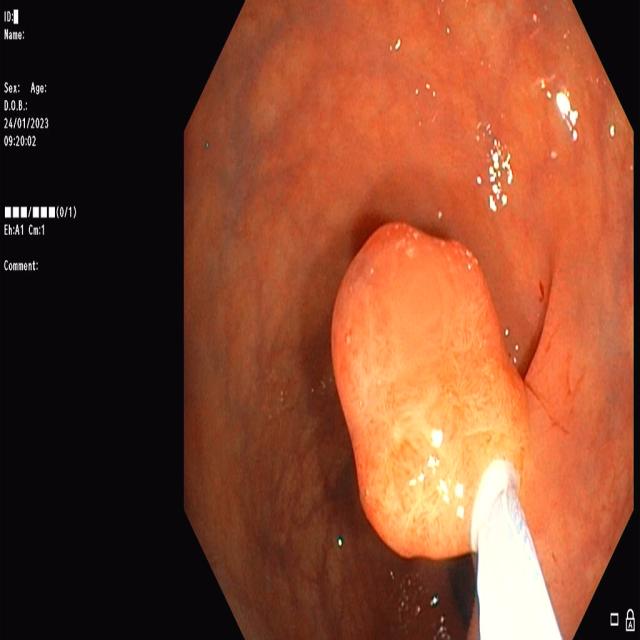 ID:
Name:
Sex: Age:
D.O.B.:
24/01/2023
09:20:02
■■■/■■■(0/1)
Eh:A1 Cm:1
Comment:
A